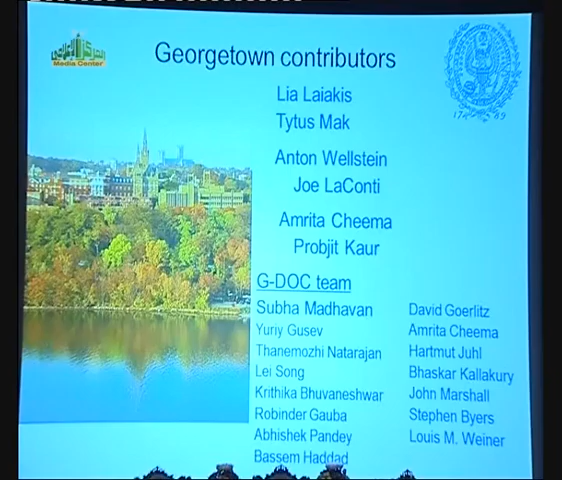 Media Center
Georgetown contributors
Lia Laiakis
Tytus Mak
Anton Wellstein
Joe LaConti
Amrita Cheema
Probjit Kaur
G-DOC team
Subha Madhavan
Yuriy Gusev
Thanemozhi Natarajan
Lei Song
Krithika Bhuvaneshwar
Robinder Gauba
Abhishek Pandey
Bassem Haddad
David Goerlitz
Amrita Cheema
Hartmut Juhl
Bhaskar Kallakury
John Marshall
Stephen Byers
Louis M. Weiner